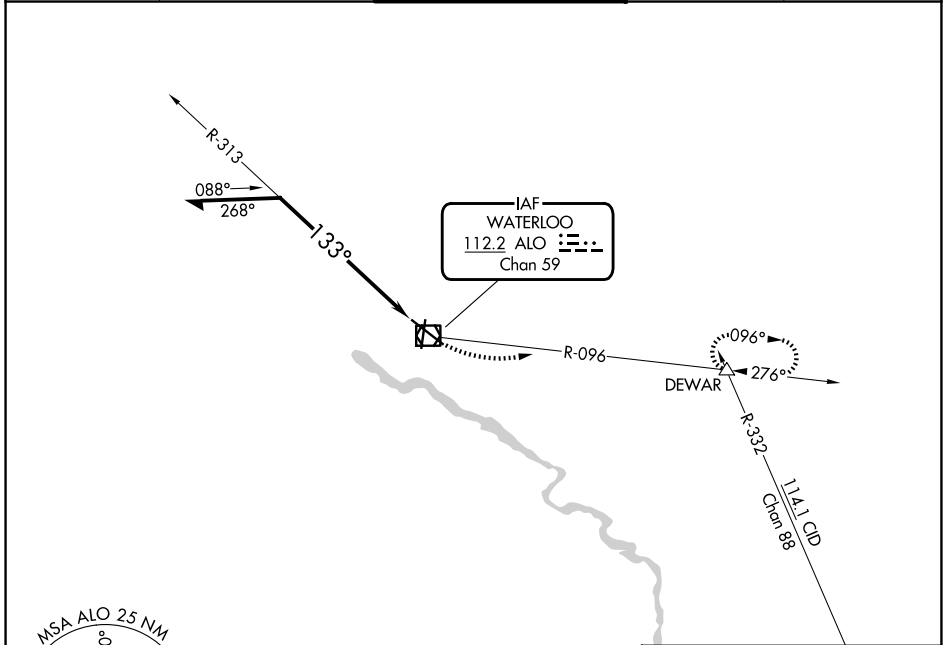 R-313
088°
268°
133°
IAF
WATERLOO
112.2 ALO
Chan 59
R-096
096°
276°
DEWAR
R-332
114.1 CID
Chan 88
MSA ALO 25 NM